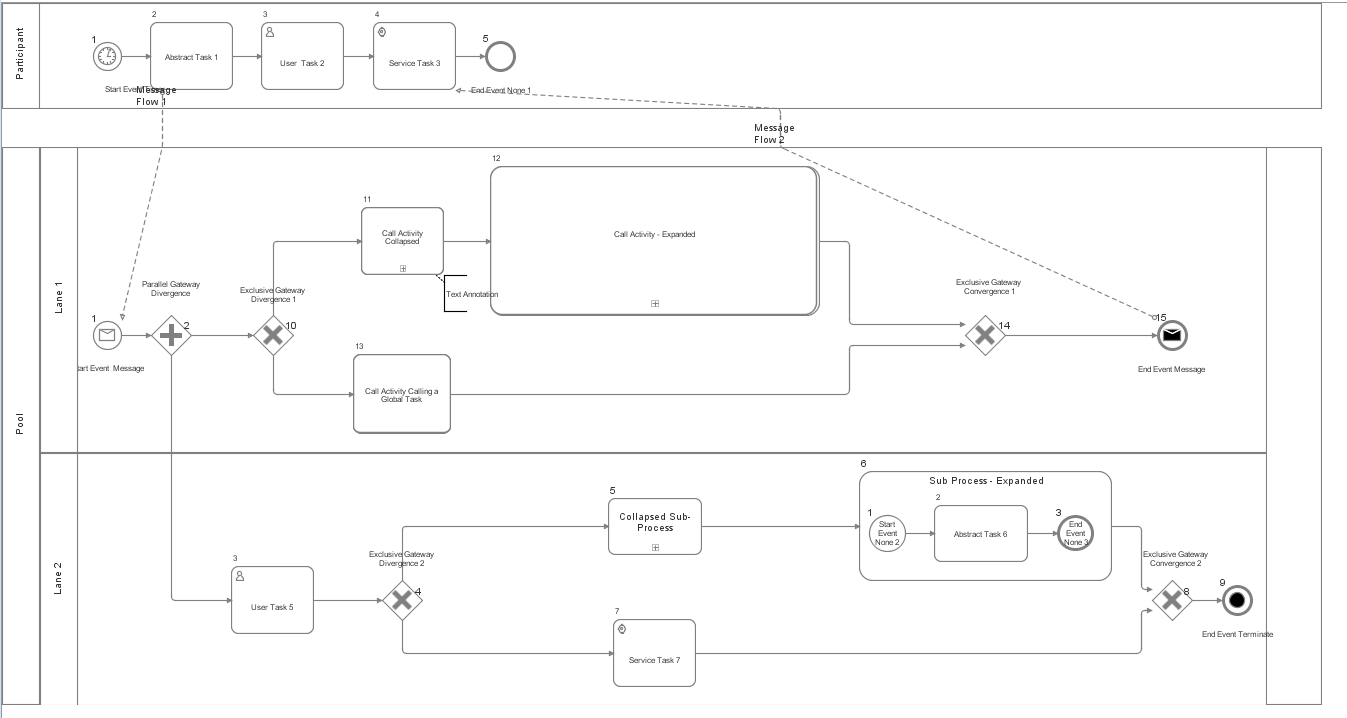 Participant
1
2
3
4
5
Abstract Task 1
User Task 2
Service Task 3
End Event None 1
Message
Flow 1
Message
Flow 2
Pool
Lane 1
1
art Event Message
Parallel Gateway
Divergence
2
Exclusive Gateway
Divergence 1
10
11
Call Activity
Collapsed
Text Annotation
12
Call Activity - Expanded
13
Call Activity Calling a
Global Task
Exclusive Gateway
Convergence 1
14
15
End Event Message
Lane 2
3
User Task 5
Exclusive Gateway
Divergence 2
4
5
Collapsed Sub-
Process
6
Sub Process - Expanded
1
Start
Event
None 2
2
Abstract Task 6
3
End
Event
None 3
7
Service Task 7
Exclusive Gateway
Convergence 2
8
9
End Event Terminate